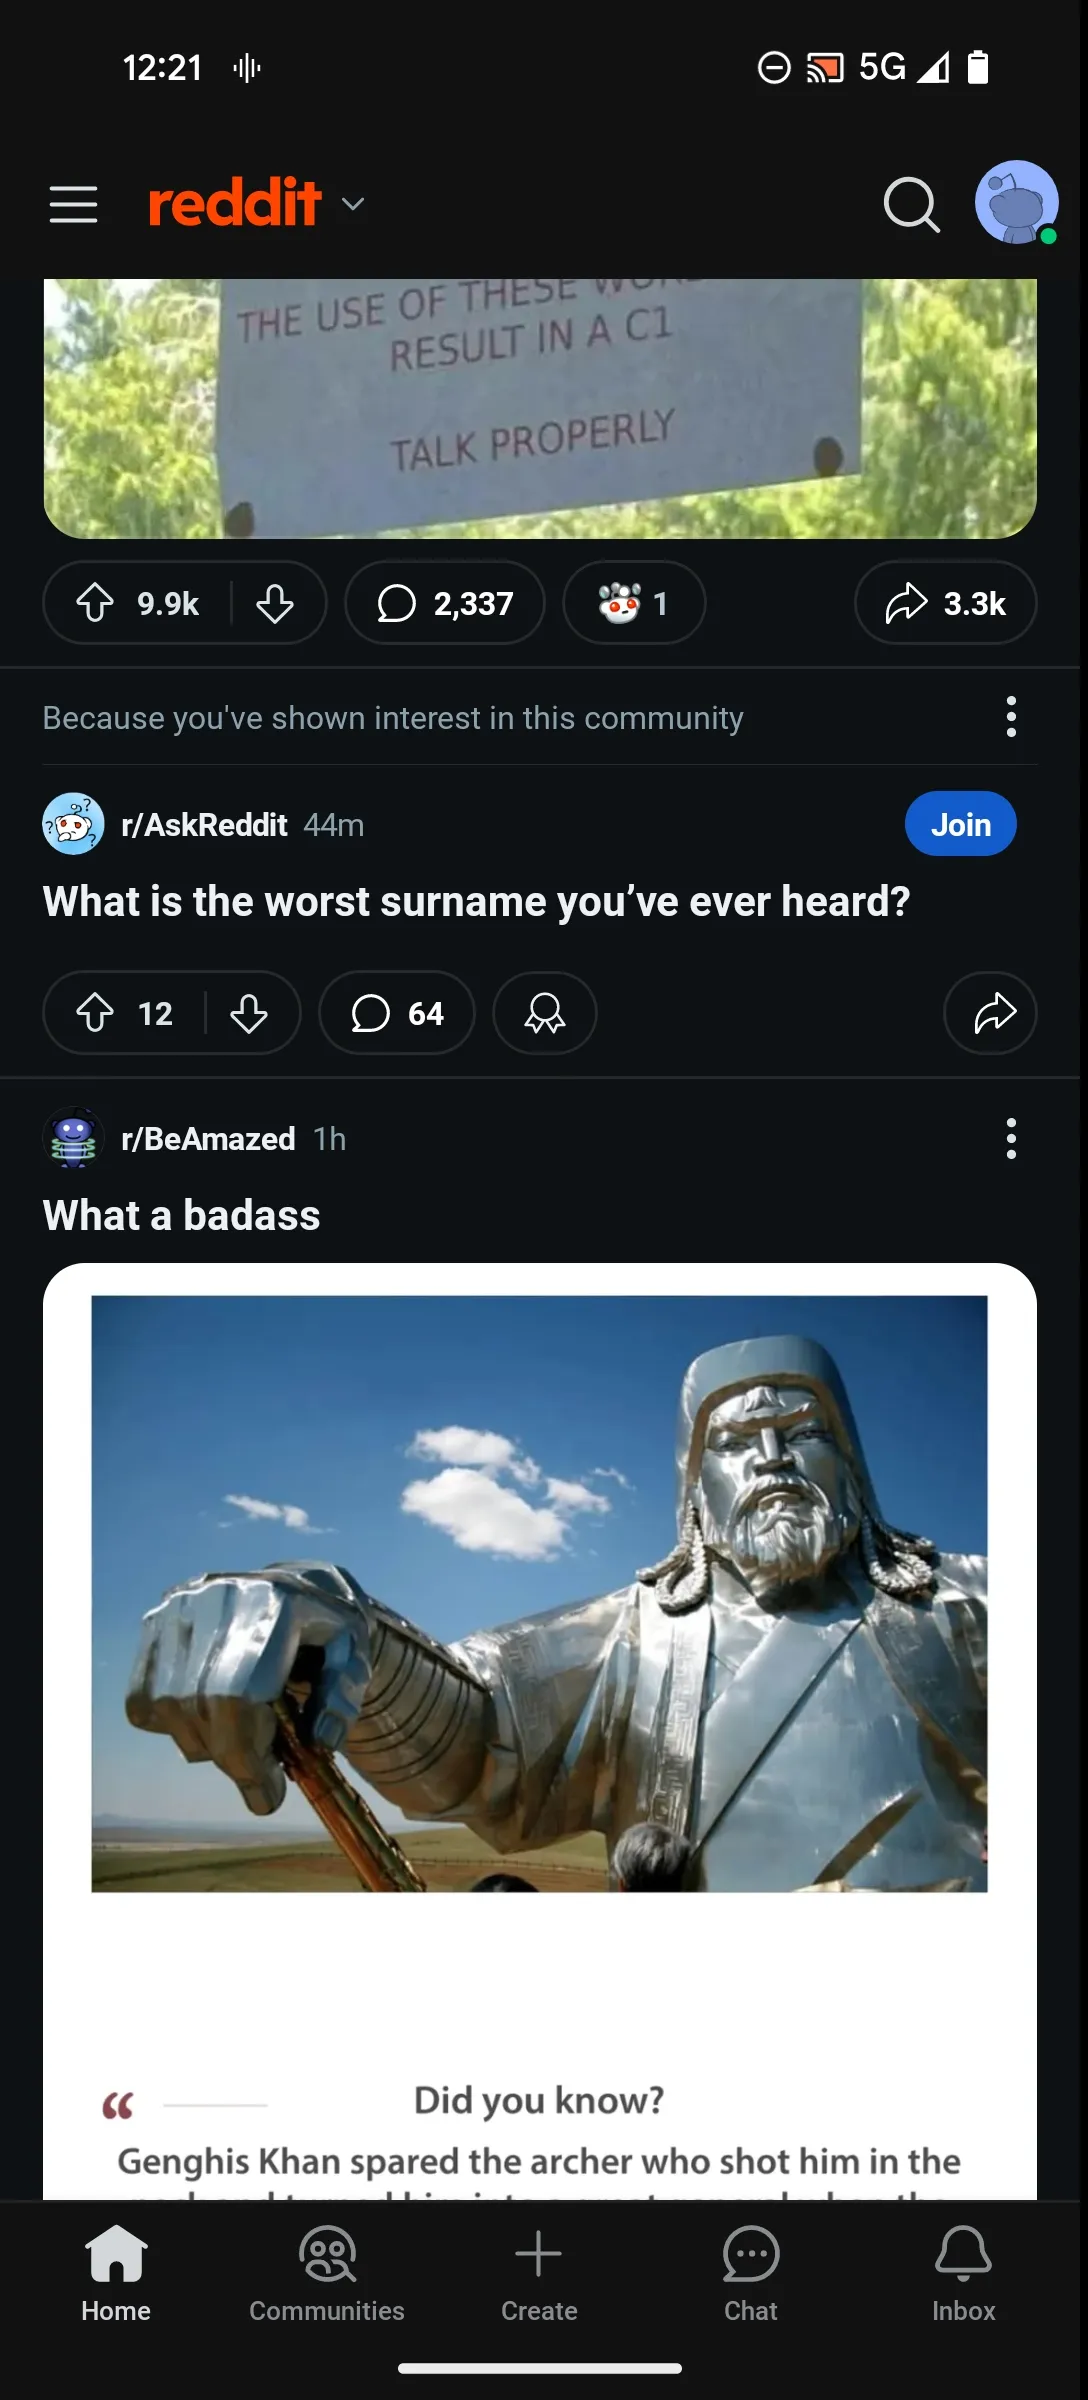 12:21
5G
reddit
THE USE OF THESE
RESULT IN A C1
TALK PROPERLY
9.9k
2,337
1
3.3k
Because you've shown interest in this community
r/AskReddit 44m
Join
What is the worst surname you’ve ever heard?
12
64
r/BeAmazed 1h
What a badass
“
Did you know?
Genghis Khan spared the archer who shot him in the
Home
Communities
Create
Chat
Inbox